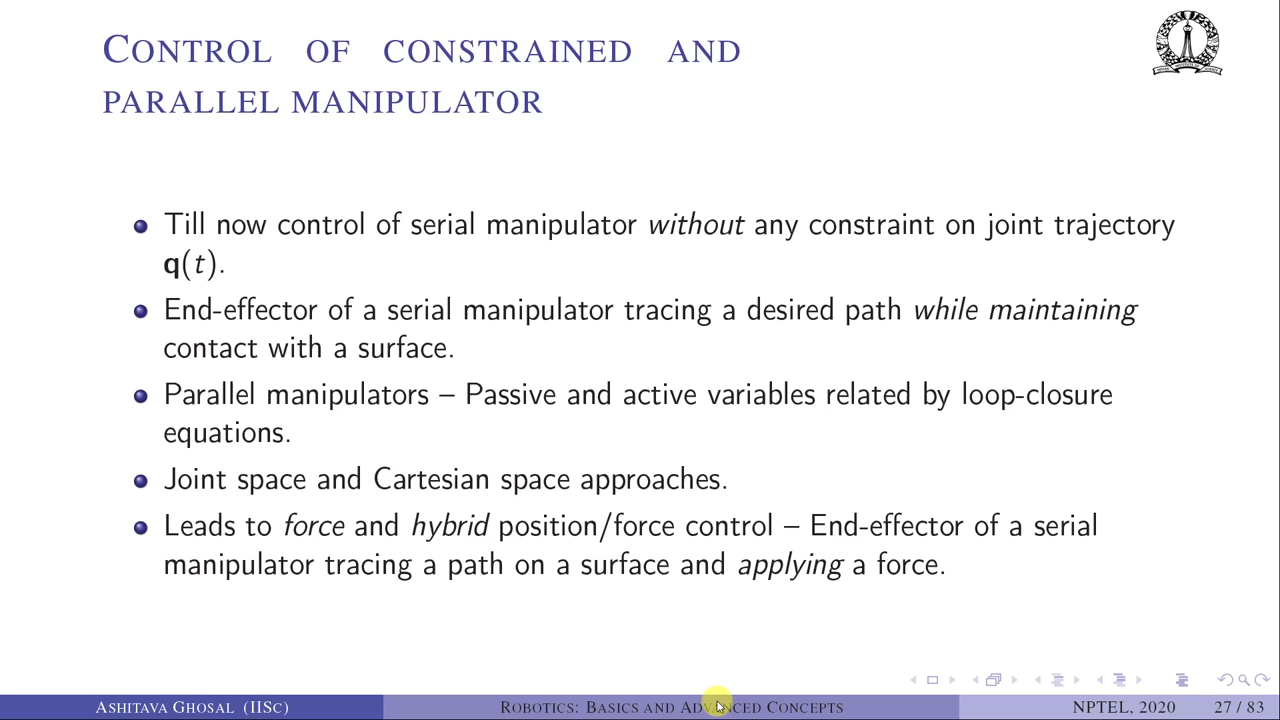 CONTROL OF CONSTRAINED AND
PARALLEL MANIPULATOR
Till now control of serial manipulator without any constraint on joint trajectory
q(t).
End-effector of a serial manipulator tracing a desired path while maintaining
contact with a surface.
Parallel manipulators – Passive and active variables related by loop-closure
equations.
Joint space and Cartesian space approaches.
Leads to force and hybrid position/force control – End-effector of a serial
manipulator tracing a path on a surface and applying a force.
ASHITAVA GHOSAL (IISC) ROBOTICS: BASICS AND ADVANCED CONCEPTS NPTEL, 2020 27 / 83